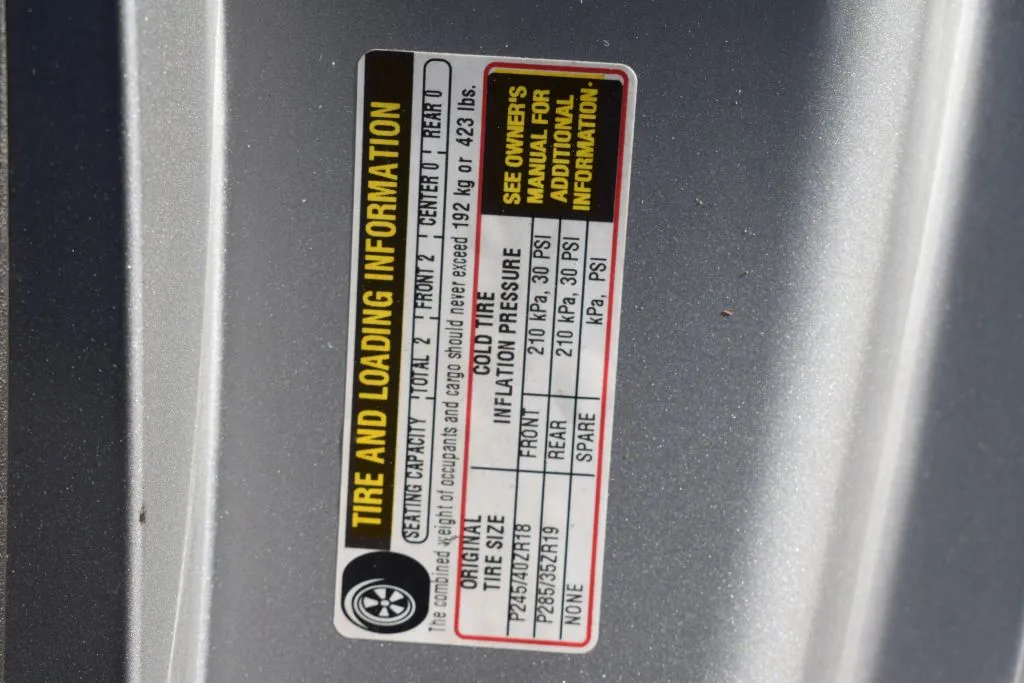 TIRE AND LOADING INFORMATION
SEATING CAPACITY TOTAL 2 FRONT 2 CENTER 0 REAR 0
The combined weight of occupants and cargo should never exceed 192 kg or 423 lbs.
ORIGINAL TIRE SIZE COLD TIRE INFLATION PRESSURE
P245/40ZR18 FRONT 210 kPa, 30 PSI
P285/35ZR19 REAR 210 kPa, 30 PSI
NONE SPARE kPa, PSI
SEE OWNER'S
MANUAL FOR
ADDITIONAL
INFORMATION.